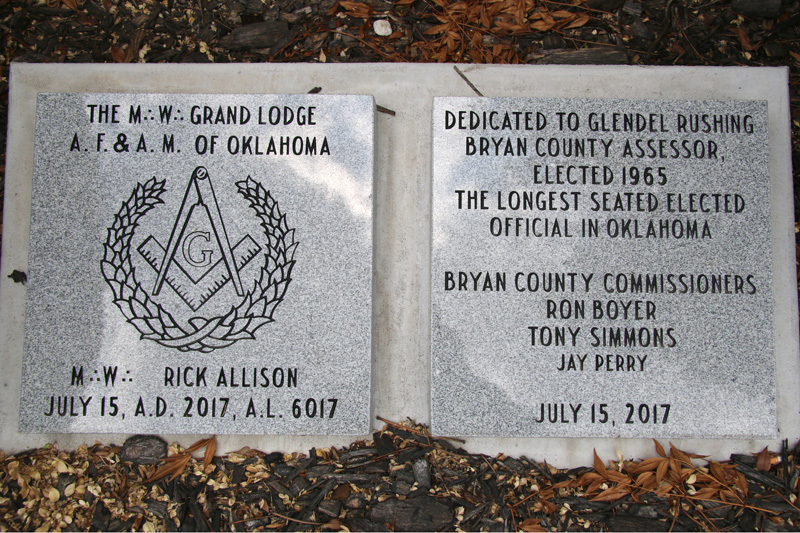 THE M∴W∴ GRAND LODGE
A. F. & A. M. OF OKLAHOMA
G
M∴W∴ RICK ALLISON
JULY 15, A.D. 2017, A.L. 6017
DEDICATED TO GLENDEL RUSHING
BRYAN COUNTY ASSESSOR,
ELECTED 1965
THE LONGEST SEATED ELECTED
OFFICIAL IN OKLAHOMA
BRYAN COUNTY COMMISSIONERS
RON BOYER
TONY SIMMONS
JAY PERRY
JULY 15, 2017